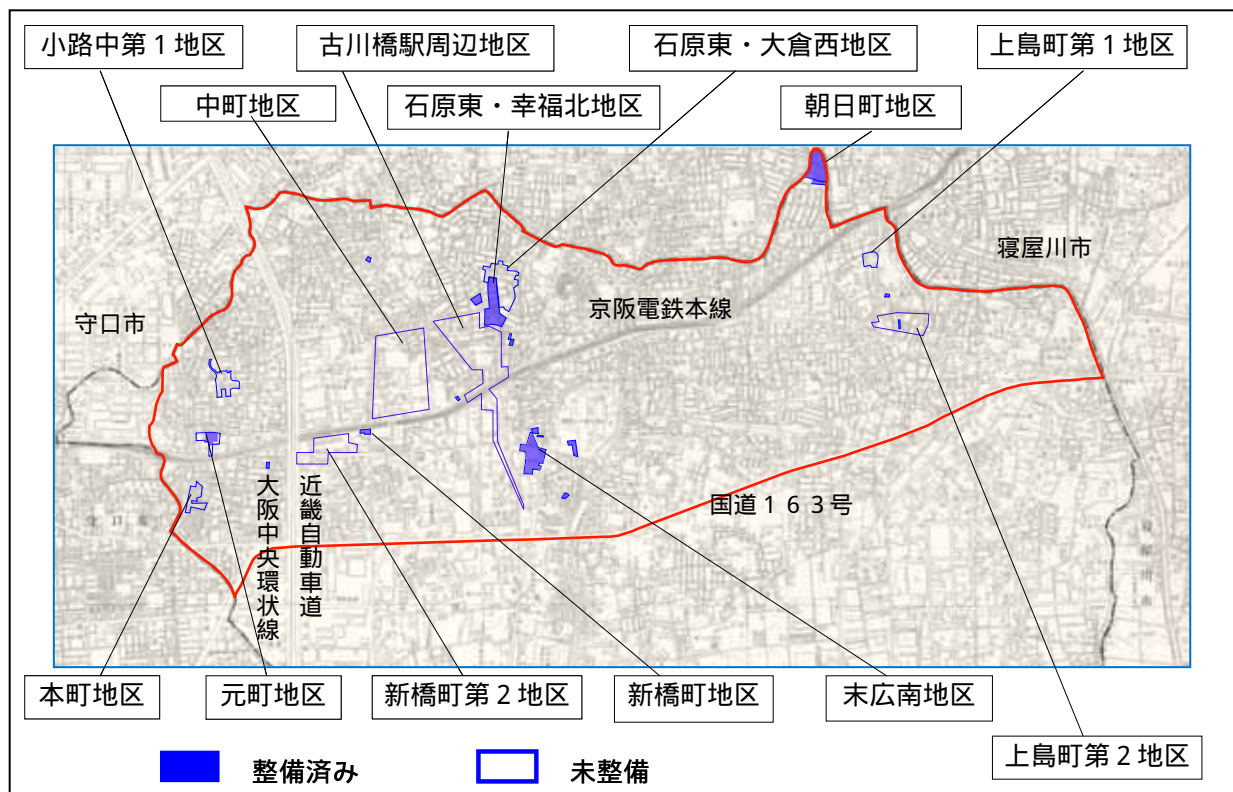 小路中第１地区
古川橋駅周辺地区
石原東・大倉西地区
上島町第１地区
中町地区
石原東・幸福北地区
朝日町地区
寝屋川市
守口市
京阪電鉄本線
国道１６３号
大阪中央環状線
近畿自動車道
本町地区
元町地区
新橋町第２地区
新橋町地区
末広南地区
上島町第２地区
整備済み
未整備